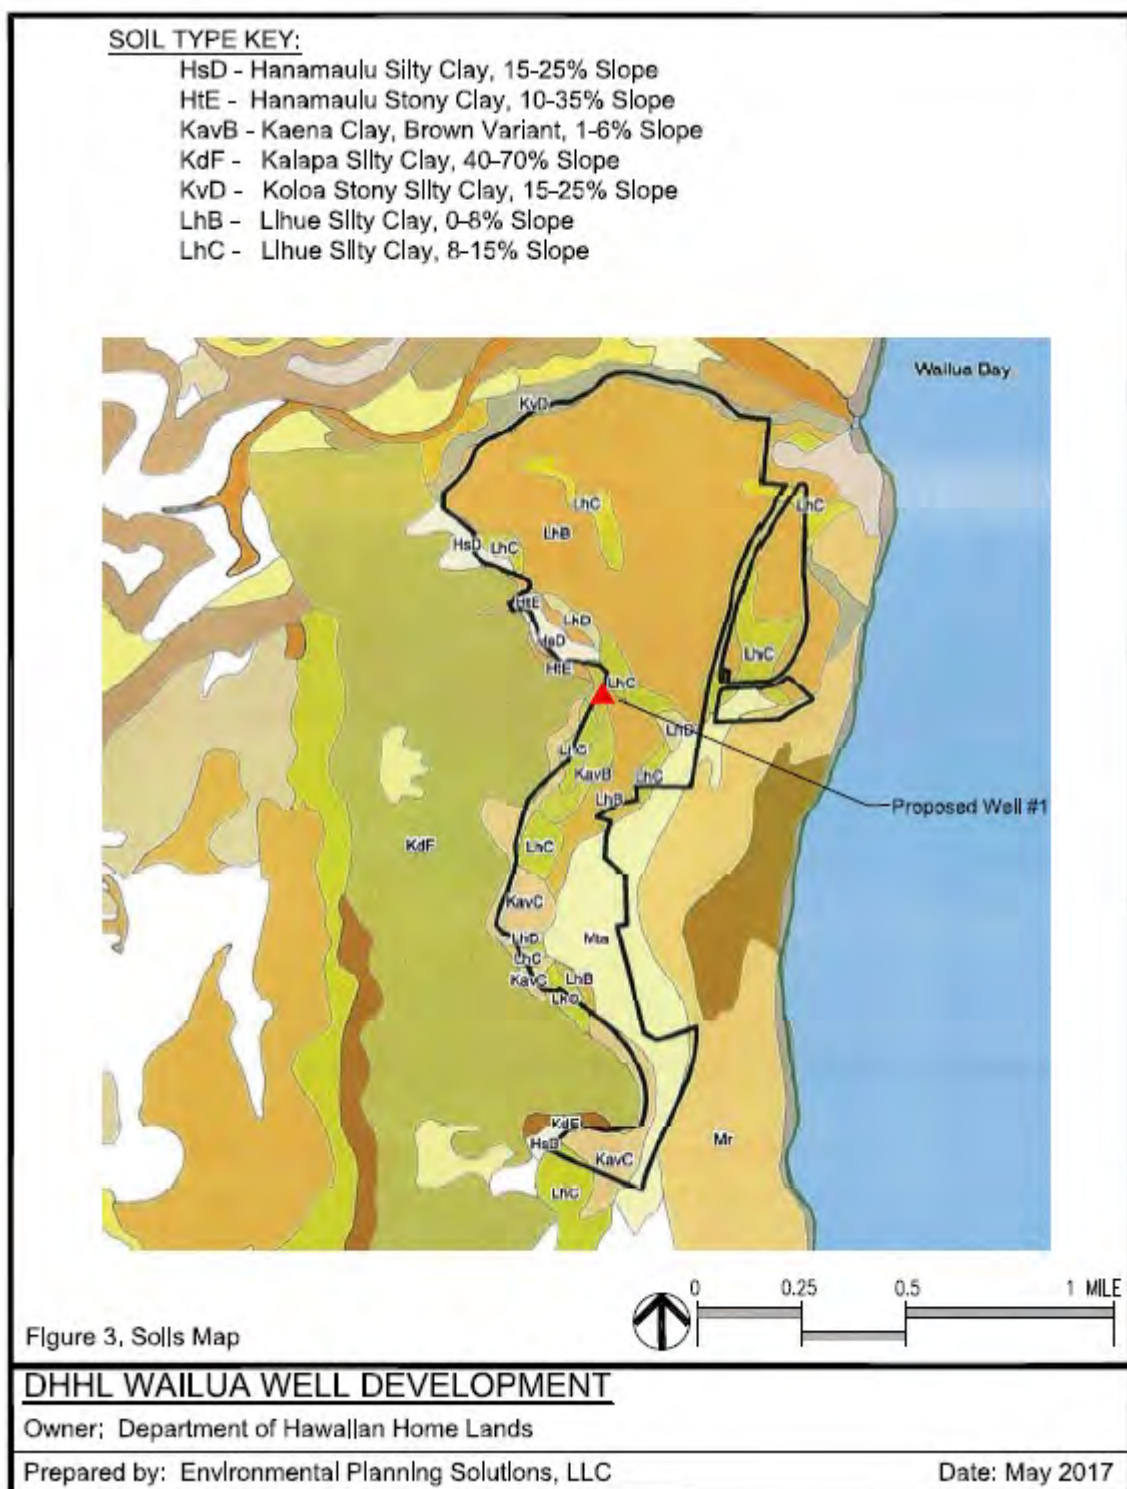 SOIL TYPE KEY:
HsD - Hanamaulu Silty Clay, 15-25% Slope
HtE - Hanamaulu Stony Clay, 10-35% Slope
KavB - Kaena Clay, Brown Variant, 1-6% Slope
KdF - Kalapa Silty Clay, 40-70% Slope
KvD - Koloa Stony Silty Clay, 15-25% Slope
LhB - Lihue Silty Clay, 0-8% Slope
LhC - Lihue Silty Clay, 8-15% Slope
Wailua Bay
KvD
LhC
LhC
LhB
HsD LhC
HtE
LhD
HsD
LhC
HtE
LhC
LhD
LhC
KavB
LhC
LhB
Proposed Well #1
KdF
LhC
KavC
LhD
Mta
LhC
KavC
LhB
KdE
HsD
Mr
KavC
LhC
0 0.25 0.5 1 MILE
Figure 3. Soils Map
DHHL WAILUA WELL DEVELOPMENT
Owner: Department of Hawaiian Home Lands
Prepared by: Environmental Planning Solutions, LLC
Date: May 2017